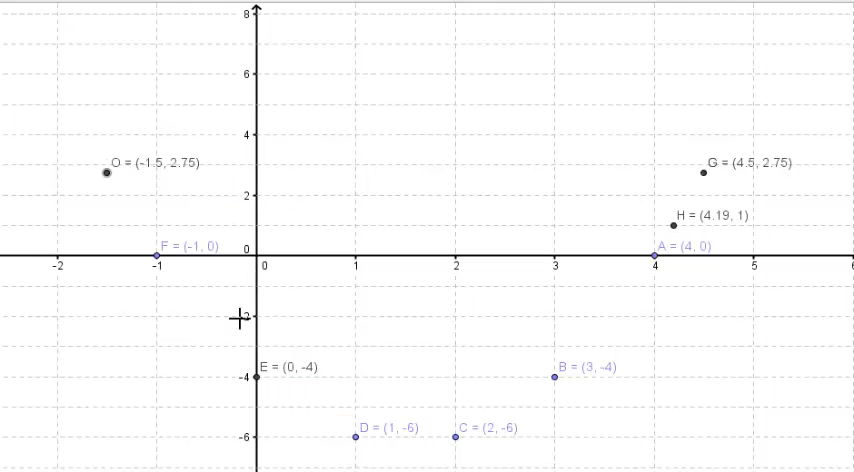 8
6
4
O = (-1.5, 2.75)
G = (4.5, 2.75)
2
H = (4.19, 1)
F = (-1, 0)
0
A = (4, 0)
-2 -1 0 1 2 3 4 5 6
-2
E = (0, -4)
B = (3, -4)
-4
D = (1, -6)
C = (2, -6)
-6